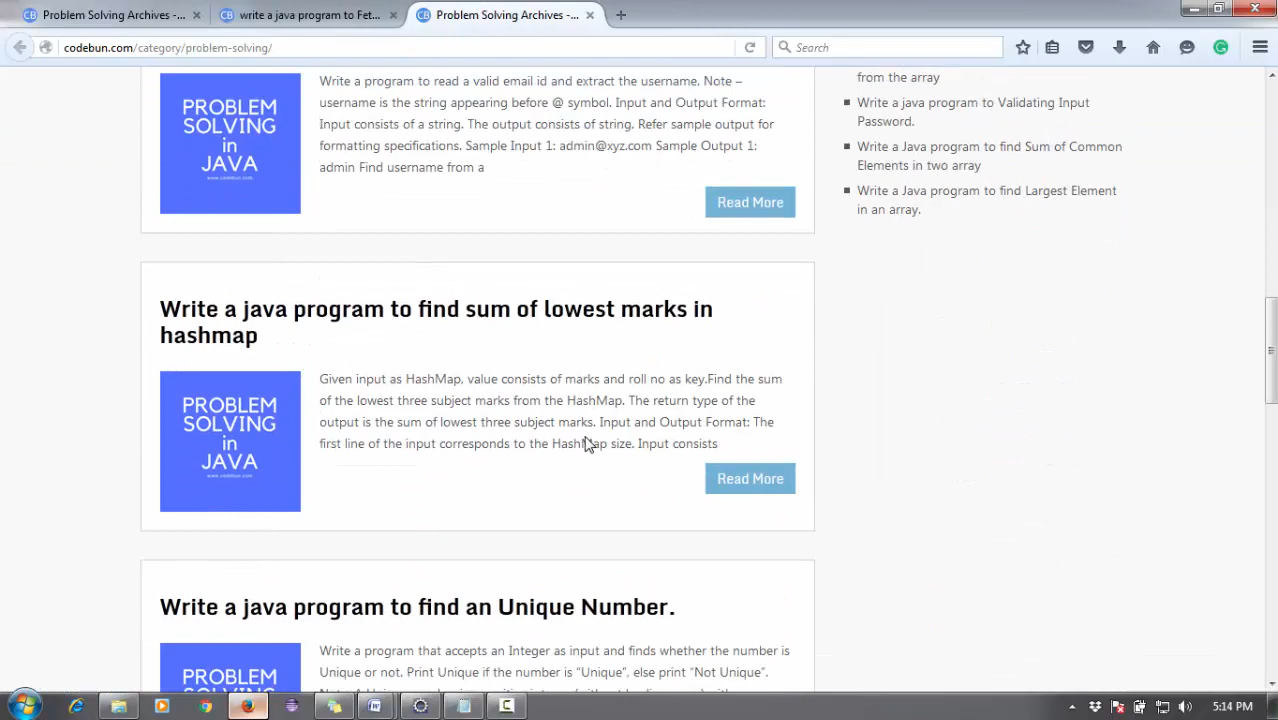 Problem Solving Archives -...
write a java program to Fet...
Problem Solving Archives -...
codebun.com/category/problem-solving/
Search
Write a program to read a valid email id and extract the username. Note –
username is the string appearing before @ symbol. Input and Output Format:
Input consists of a string. The output consists of string. Refer sample output for
formatting specifications. Sample Input 1: admin@xyz.com Sample Output 1:
admin Find username from a
Read More
PROBLEM
SOLVING
in
JAVA
www.codebun.com
from the array
Write a java program to Validating Input
Password.
Write a Java program to find Sum of Common
Elements in two array
Write a Java program to find Largest Element
in an array.
Write a java program to find sum of lowest marks in
hashmap
PROBLEM
SOLVING
in
JAVA
www.codebun.com
Given input as HashMap, value consists of marks and roll no as key.Find the sum
of the lowest three subject marks from the HashMap. The return type of the
output is the sum of lowest three subject marks. Input and Output Format: The
first line of the input corresponds to the HashMap size. Input consists
Read More
Write a java program to find an Unique Number.
PROBLEM
Write a program that accepts an Integer as input and finds whether the number is
Unique or not. Print Unique if the number is “Unique”, else print “Not Unique”.
5:14 PM